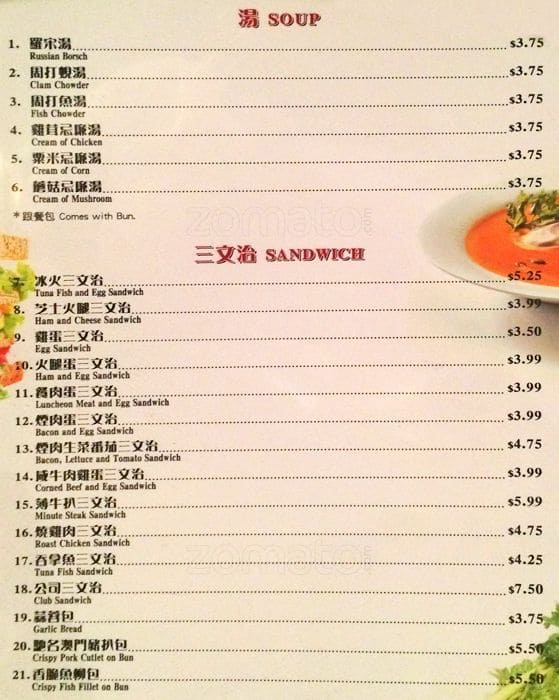 湯 SOUP
1. 羅宋湯 $3.75
Russian Borsch
2. 周打蜆湯 $3.75
Clam Chowder
3. 周打魚湯 $3.75
Fish Chowder
4. 雞茸忌廉湯 $3.75
Cream of Chicken
5. 粟米忌廉湯 $3.75
Cream of Corn
6. 蘑菇忌廉湯 $3.75
Cream of Mushroom
*跟餐包 Comes with Bun.
zomato
三文治 SANDWICH
7. 冰火三文治 $5.25
Tuna Fish and Egg Sandwich
8. 芝士火腿三文治 $3.99
Ham and Cheese Sandwich
9. 雞蛋三文治 $3.50
Egg Sandwich
10. 火腿蛋三文治 $3.99
Ham and Egg Sandwich
11. 餐肉蛋三文治 $3.99
Luncheon Meat and Egg Sandwich
12. 煙肉蛋三文治 $3.99
Bacon and Egg Sandwich
13. 煙肉生菜番茄三文治 $4.75
Bacon, Lettuce and Tomato Sandwich
14. 咸牛肉雞蛋三文治 $3.99
Corned Beef and Egg Sandwich
15. 薄牛扒三文治 $5.99
Minute Steak Sandwich
16. 燒雞肉三文治 $4.75
Roast Chicken Sandwich
17. 吞拿魚三文治 $4.25
Tuna Fish Sandwich
zomato
18. 公司三文治 $7.50
Club Sandwich
19. 蒜蓉包 $3.75
Garlic Bread
20. 馳名澳門豬扒包 $5.50
Crispy Pork Cutlet on Bun
21. 香脆魚柳包 $5.50
Crispy Fish Fillet on Bun